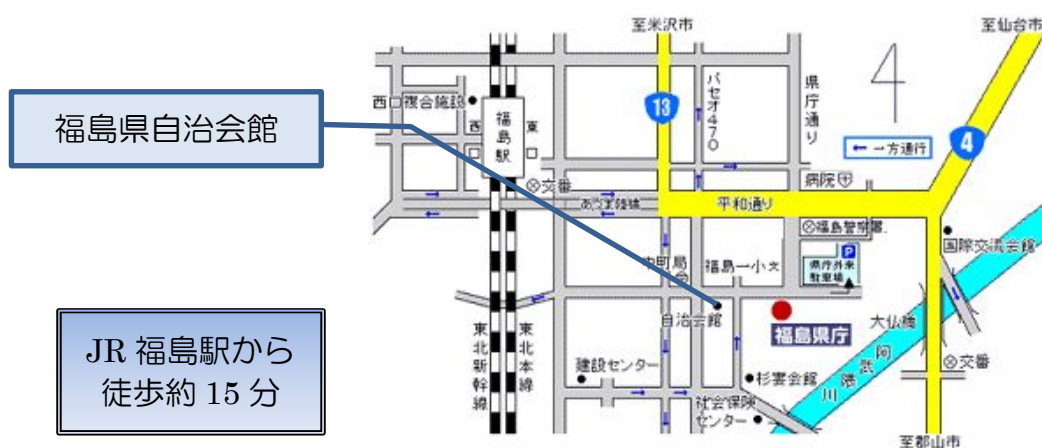 至米沢市
至仙台市
福島県自治会館
西口複合施設
福島駅
西口
東口
13
パセオ470
県庁通り
4
←一方通行
病院
交番
あづま陸橋
平和通り
福島警察署
国際交流会館
中町局
福島一小
文
P
県庁外来
駐車場
自治会館
福島県庁
大仏橋
阿武隈川
JR 福島駅から
徒歩約 15 分
東北新幹線
東北本線
建設センター
杉妻会館
交番
社会保険
センター
至郡山市